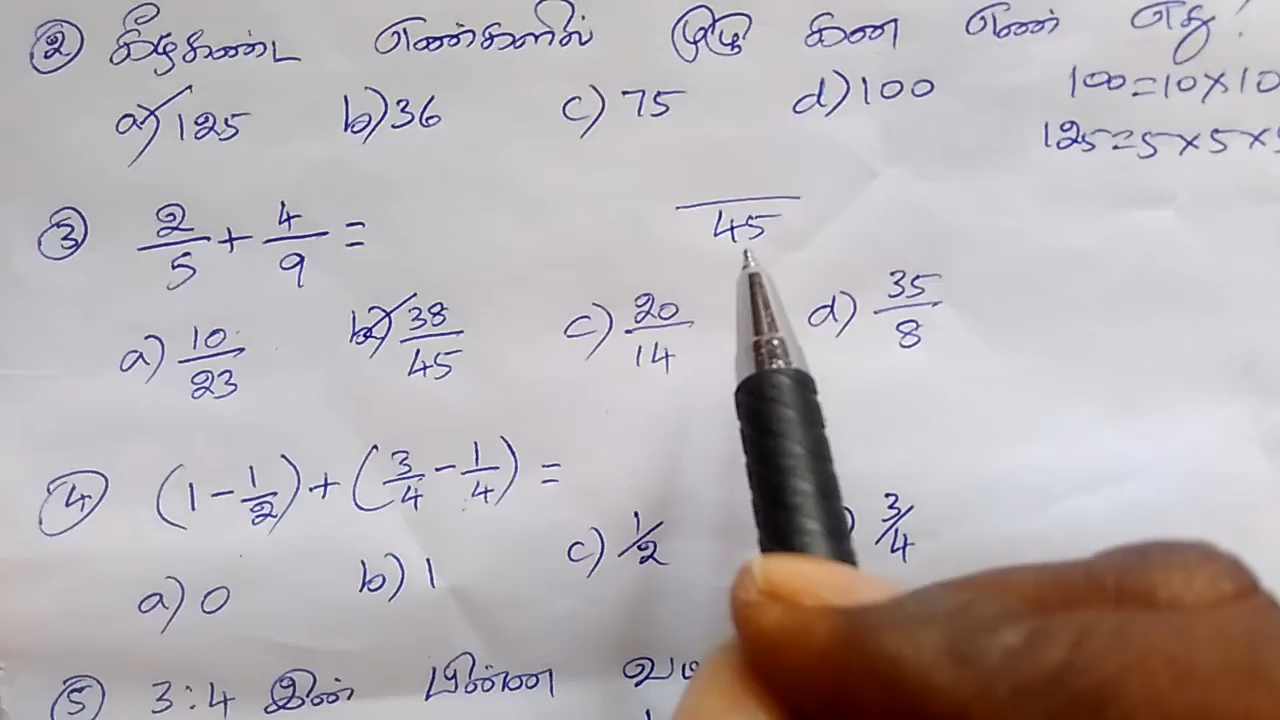 ② கீழ்கண்ட எண்களில் முழு கன எண் எது?
a) 125 b) 36 c) 75 d) 100
100=10×10
125=5×5×5
③ 2/5 + 4/9 =
/45
a) 10/23 b) 38/45 c) 20/14 d) 35/8
④ (1-1/2)+(3/4-1/4) =
a) 0 b) 1 c) 1/2 3/4
⑤ 3:4 இன் பின்ன